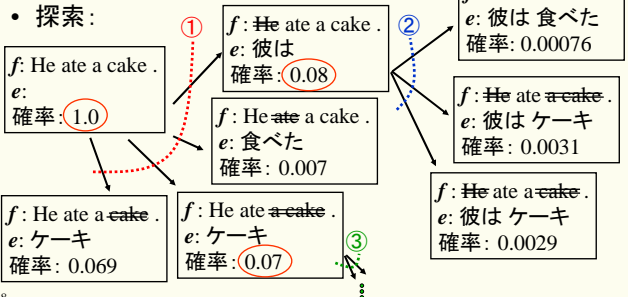 • 探索:
①
f: He ate a cake .
e: 彼は
確率: 0.08
②
e: 彼は 食べた
確率: 0.00076
f: He ate a cake .
e:
確率: 1.0
f: He ate a cake .
e: 食べた
確率: 0.007
f: He ate a cake .
e: 彼は ケーキ
確率: 0.0031
f: He ate a cake .
e: ケーキ
確率: 0.069
f: He ate a cake .
e: ケーキ
確率: 0.07
③
f: He ate a cake .
e: 彼は ケーキ
確率: 0.0029
8